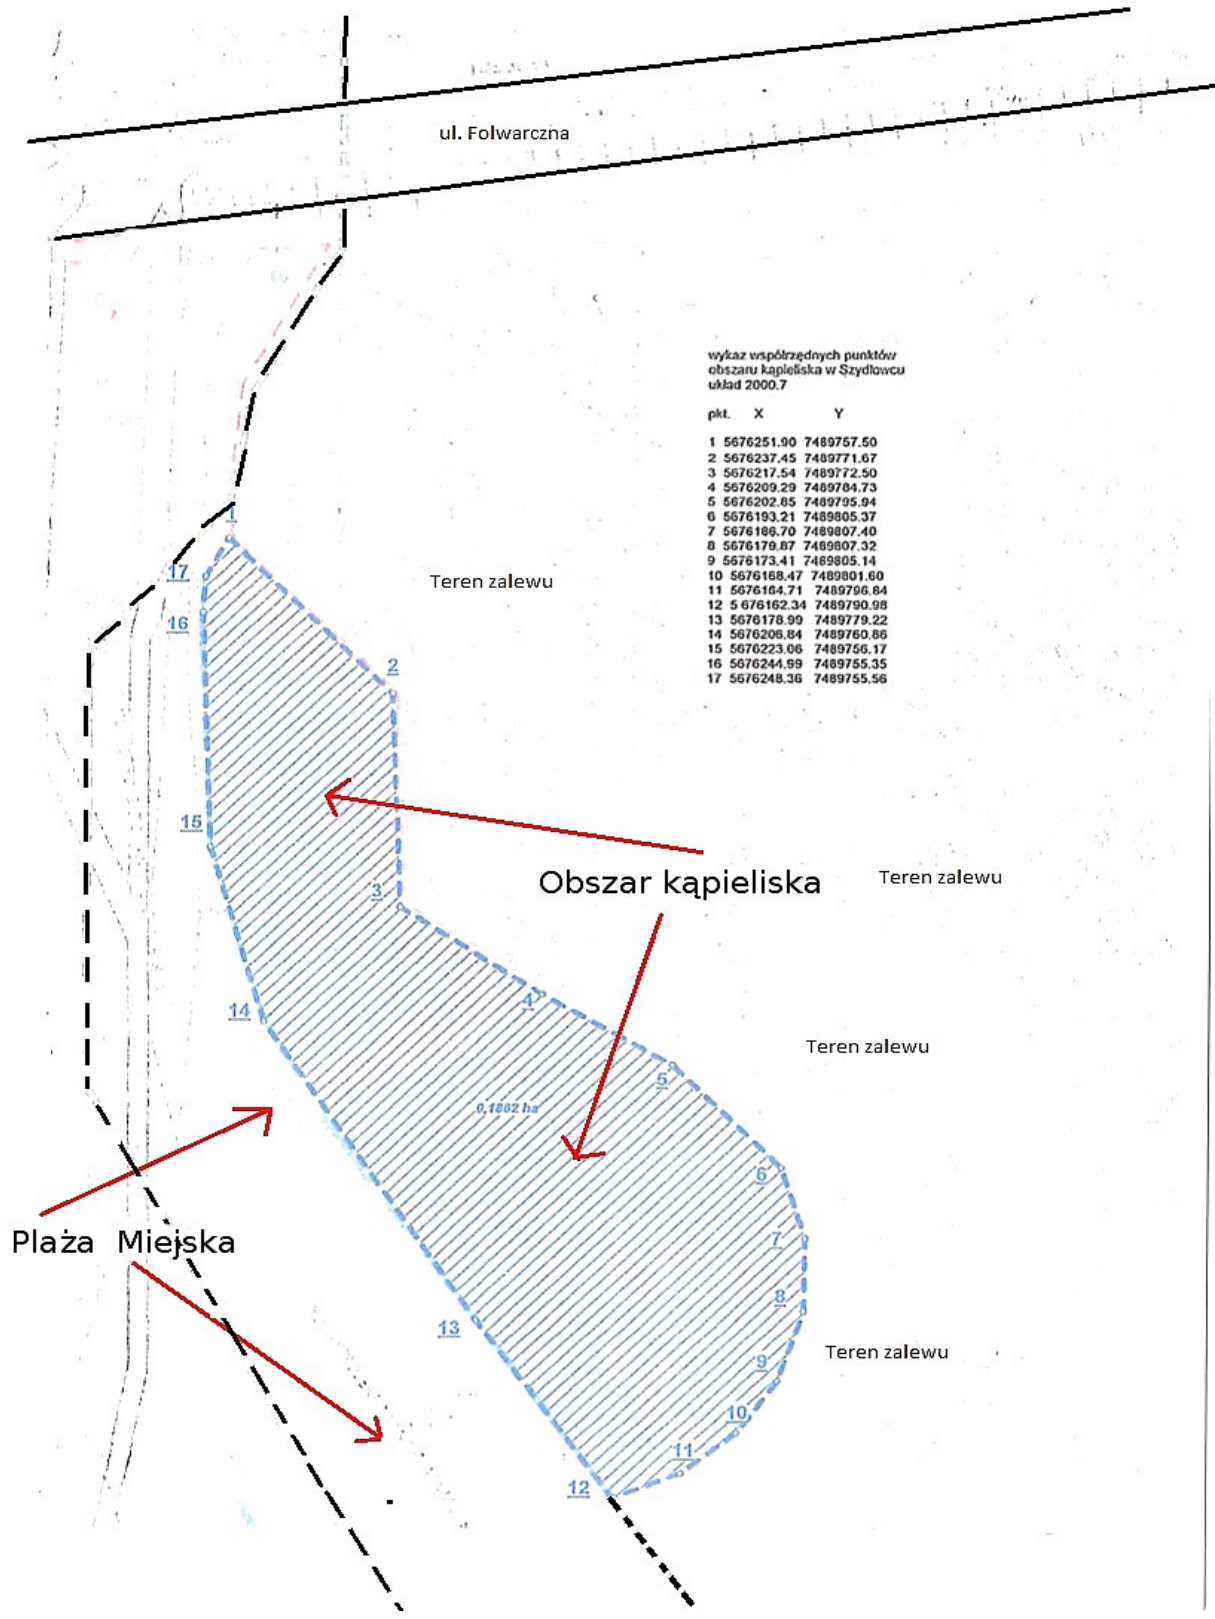 ul. Folwarczna
wykaz współrzędnych punktów
obszaru kąpieliska w Szydłowcu
układ 2000.7
pkt. X Y
1 5676251.90 7489757.50
2 5676237.45 7489771.67
3 5676217.54 7489772.50
4 5676209.29 7489784.73
5 5676202.65 7489795.94
6 5676193.21 7489805.37
7 5676186.70 7489807.40
8 5676179.87 7489807.32
9 5676173.41 7489805.14
10 5676168.47 7489801.60
11 5676164.71 7489796.84
12 5 676162.34 7489790.98
13 5676178.99 7489779.22
14 5676206.84 7489760.86
15 5676223.06 7489756.17
16 5676244.99 7489755.35
17 5676248.36 7489755.56
1
17
Teren zalewu
16
2
15
3
Obszar kąpieliska
Teren zalewu
4
14
Teren zalewu
5
0,1862 ha
6
Plaża Miejska
7
8
13
Teren zalewu
9
10
11
12